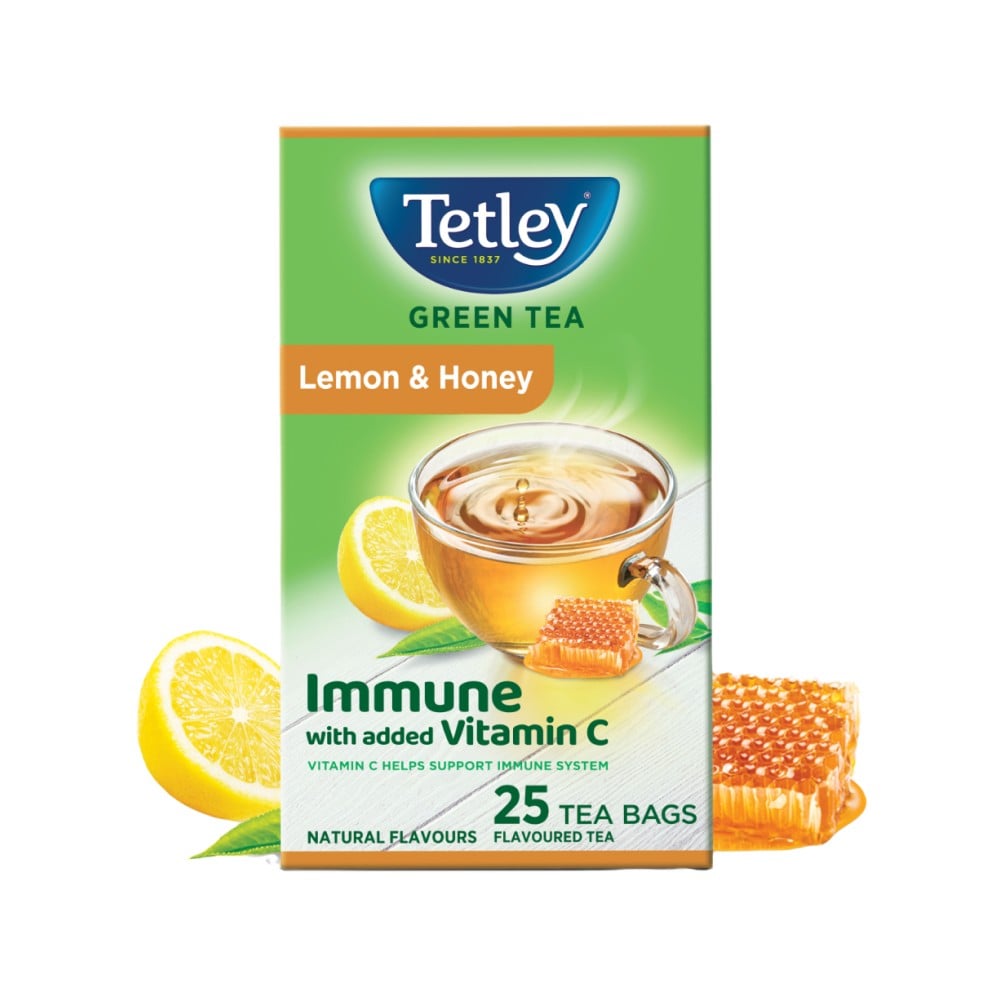 Tetley®
SINCE 1837
GREEN TEA
Lemon & Honey
Immune
with added Vitamin C
VITAMIN C HELPS SUPPORT IMMUNE SYSTEM
25 TEA BAGS
NATURAL FLAVOURS FLAVOURED TEA